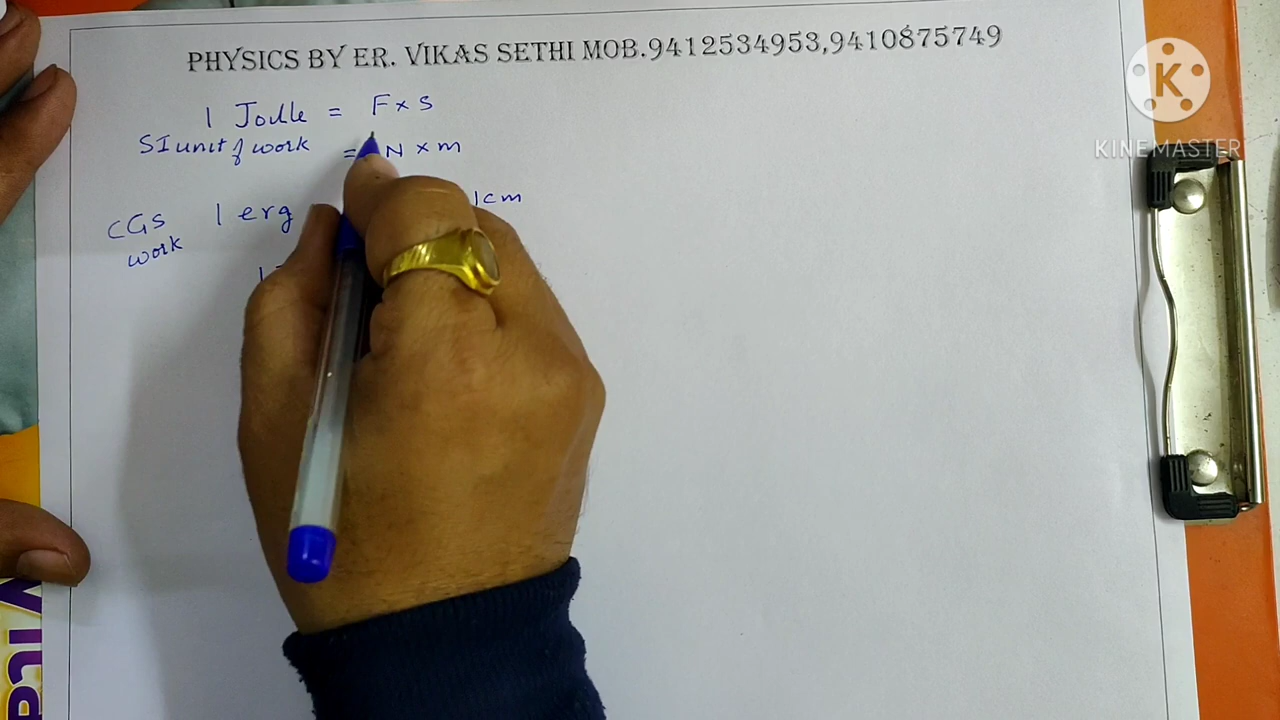 PHYSICS BY ER. VIKAS SETHI MOB.9412534953,9410875749
K
KINEMASTER
1 Joule = F × S
SI unit of work = N × m
CGS 1 erg 1cm
work